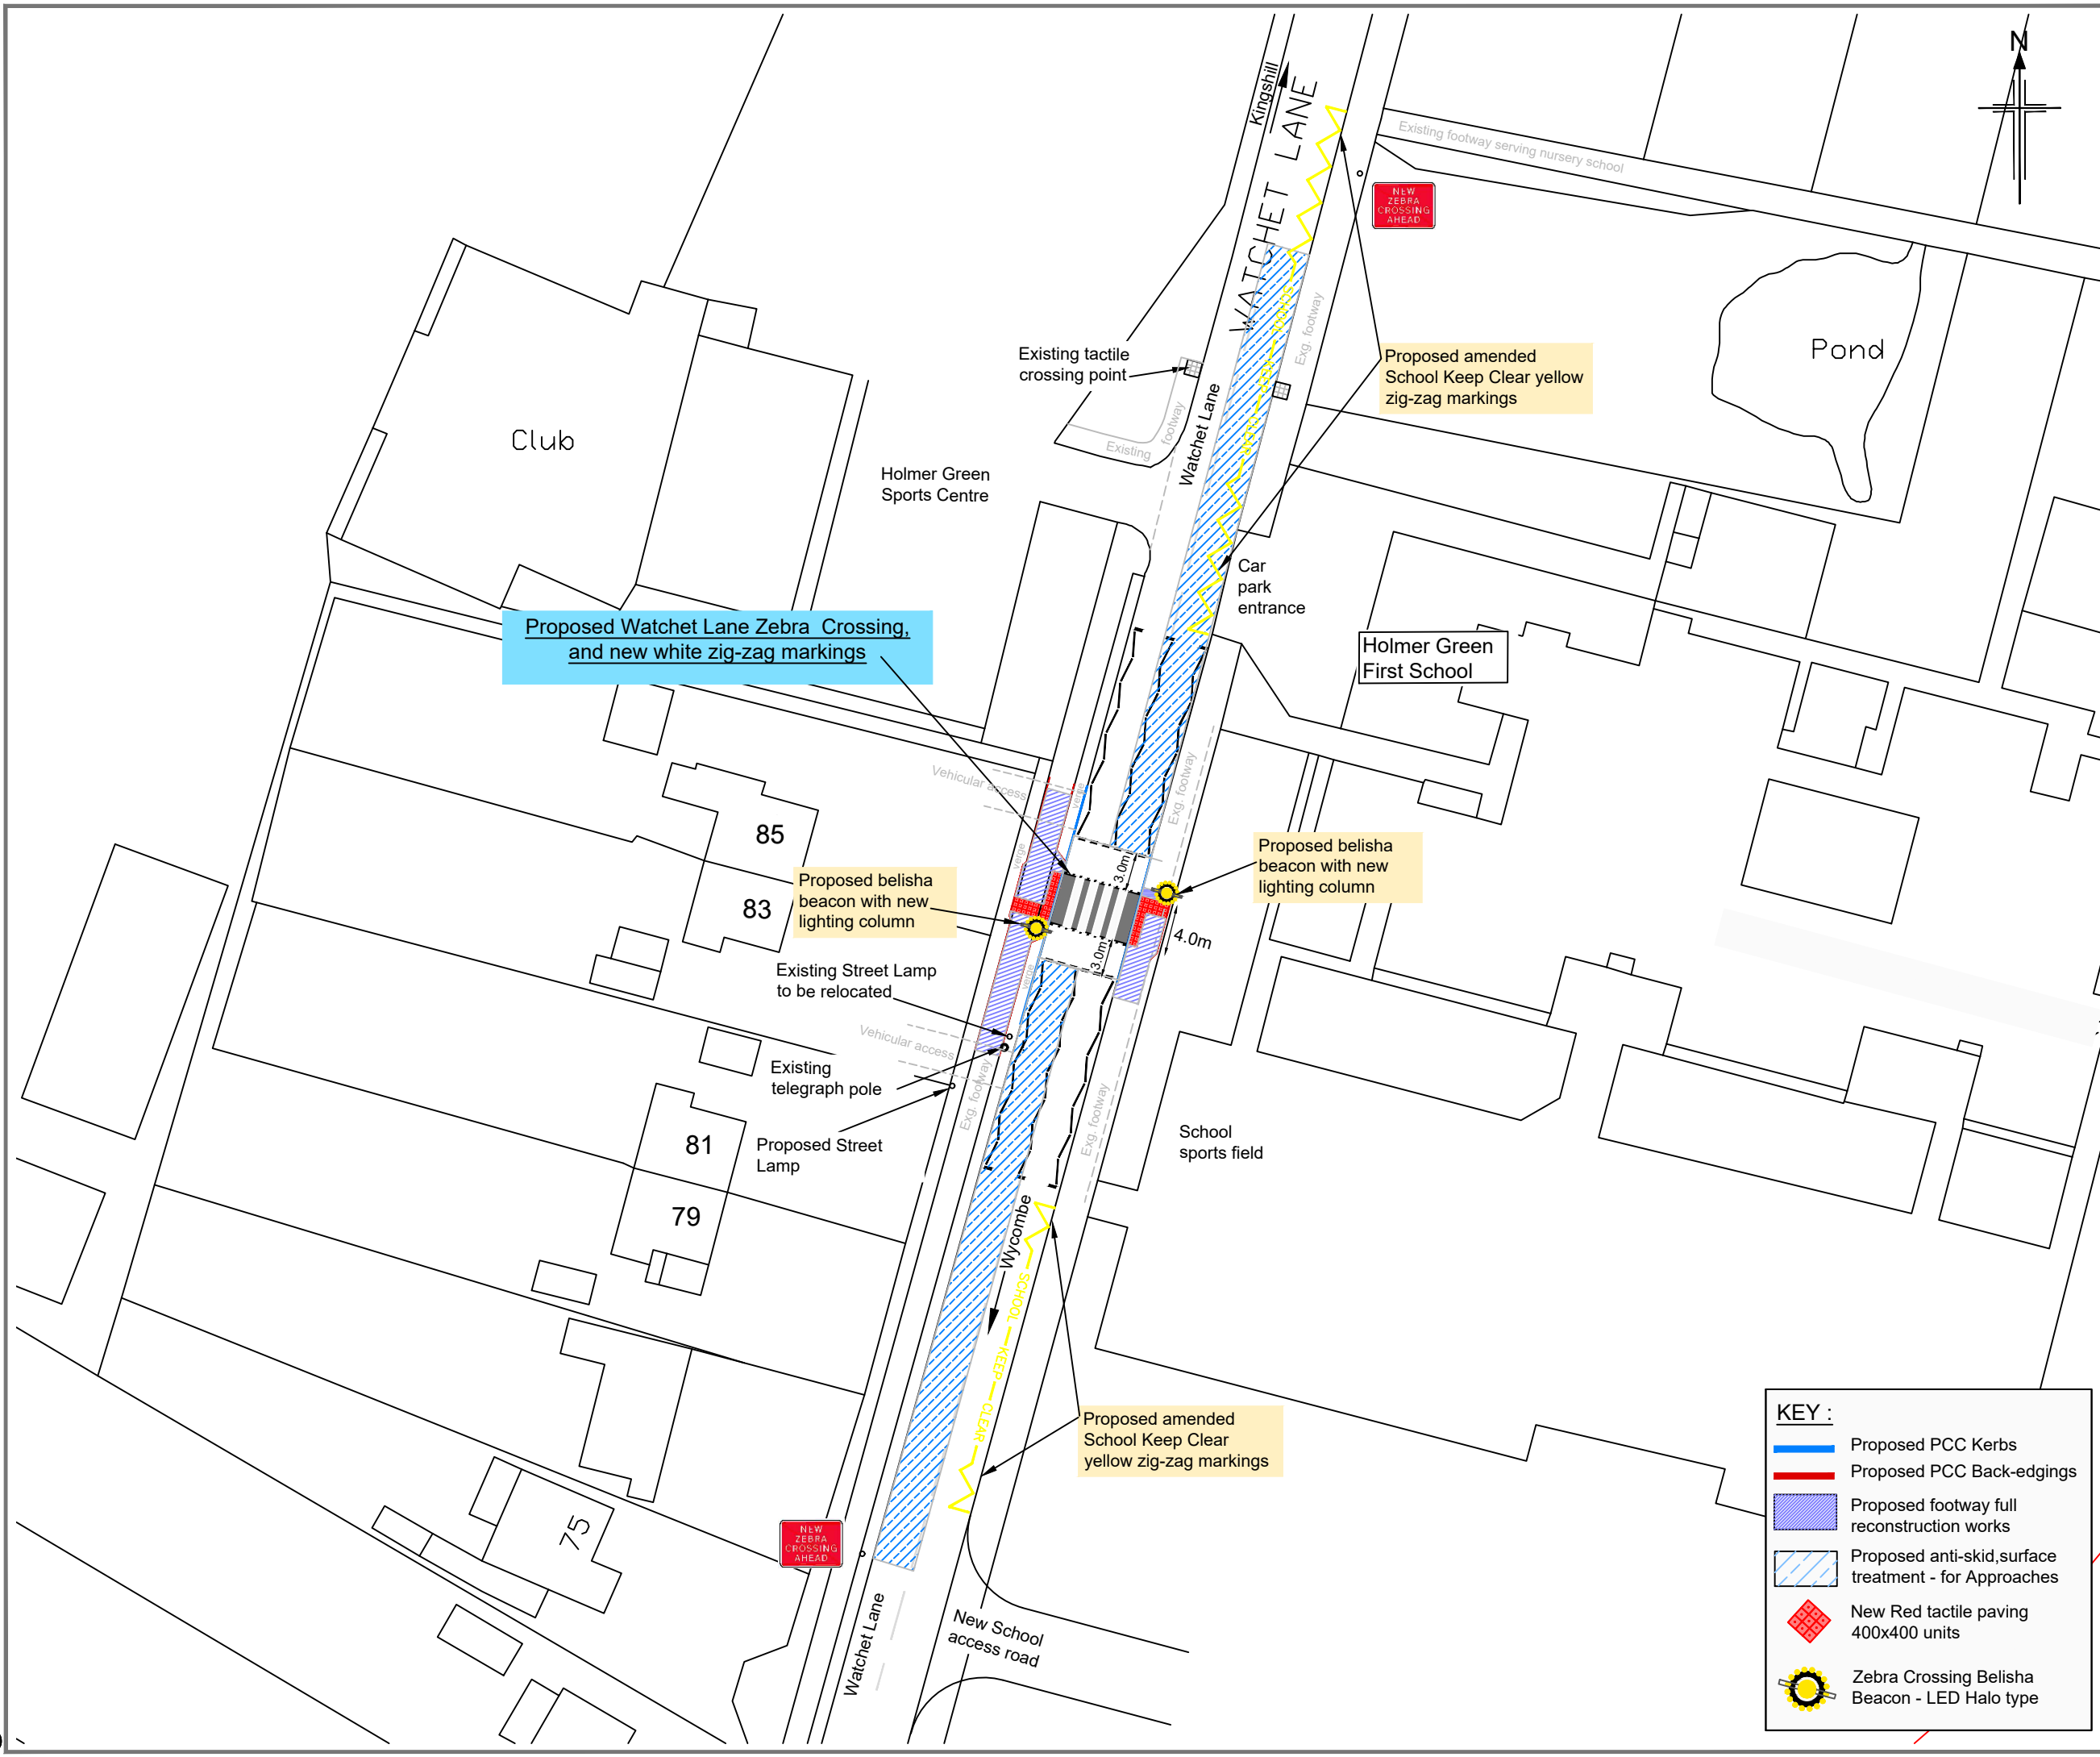 N
Kingshill
WATCHET LANE
Existing footway serving nursery school
NEW
ZEBRA
CROSSING
AHEAD
Pond
Existing tactile
crossing point
Exg. footway
Proposed amended
School Keep Clear yellow
zig-zag markings
Watchet Lane
Existing
footway
Club
Holmer Green
Sports Centre
Car
park
entrance
Proposed Watchet Lane Zebra Crossing,
and new white zig-zag markings
Holmer Green
First School
Vehicular access
verge
Exg. footway
85
verge
83
3.0m
Proposed belisha
beacon with new
lighting column
Proposed belisha
beacon with new
lighting column
4.0m
3.0m
verge
Existing Street Lamp
to be relocated
Vehicular access
Existing
telegraph pole
Exg. footway
Exg. footway
81
Proposed Street
Lamp
School
sports field
79
Wycombe
SCHOOL KEEP CLEAR
Proposed amended
School Keep Clear
yellow zig-zag markings
75
NEW
ZEBRA
CROSSING
AHEAD
Watchet Lane
New School
access road
KEY :
Proposed PCC Kerbs
Proposed PCC Back-edgings
Proposed footway full
reconstruction works
Proposed anti-skid,surface
treatment - for Approaches
New Red tactile paving
400x400 units
Zebra Crossing Belisha
Beacon - LED Halo type